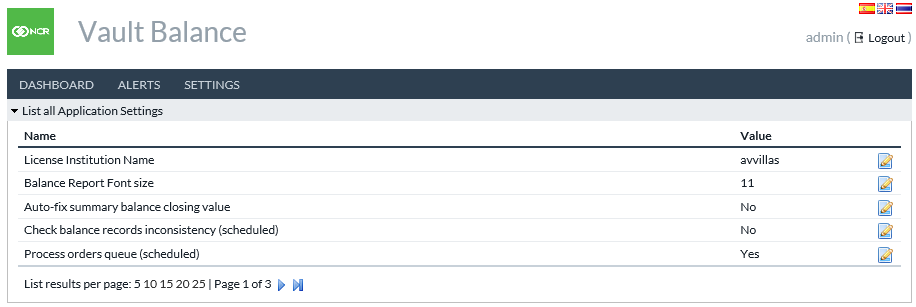 NCR
Vault Balance
admin ( Logout )
DASHBOARD ALERTS SETTINGS
List all Application Settings
Name Value
License Institution Name avvillas
Balance Report Font size 11
Auto-fix summary balance closing value No
Check balance records inconsistency (scheduled) No
Process orders queue (scheduled) Yes
List results per page: 5 10 15 20 25 | Page 1 of 3